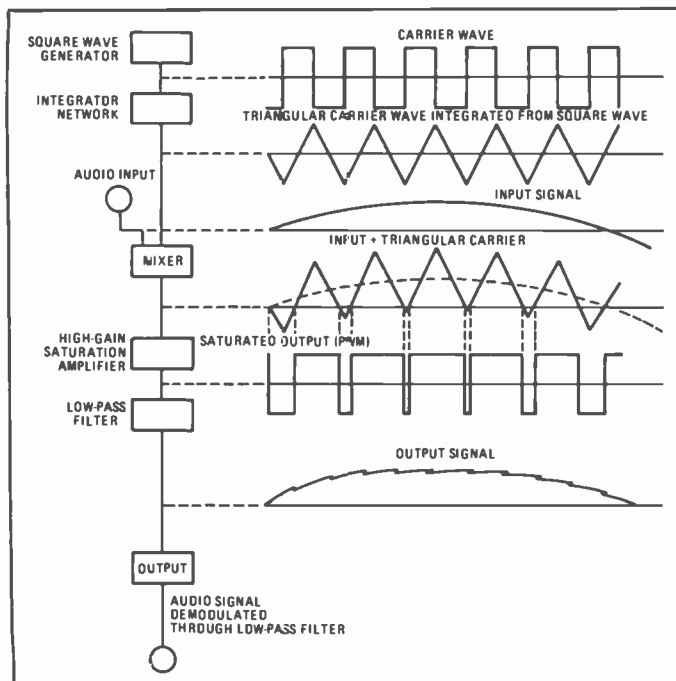 SQUARE WAVE
GENERATOR
CARRIER WAVE
INTEGRATOR
NETWORK
TRIANGULAR CARRIER WAVE INTEGRATED FROM SQUARE WAVE
AUDIO INPUT
INPUT SIGNAL
MIXER
INPUT + TRIANGULAR CARRIER
HIGH-GAIN
SATURATION
AMPLIFIER
SATURATED OUTPUT (PWM)
LOW-PASS
FILTER
OUTPUT SIGNAL
OUTPUT
AUDIO SIGNAL
DEMODULATED
THROUGH LOW-PASS FILTER